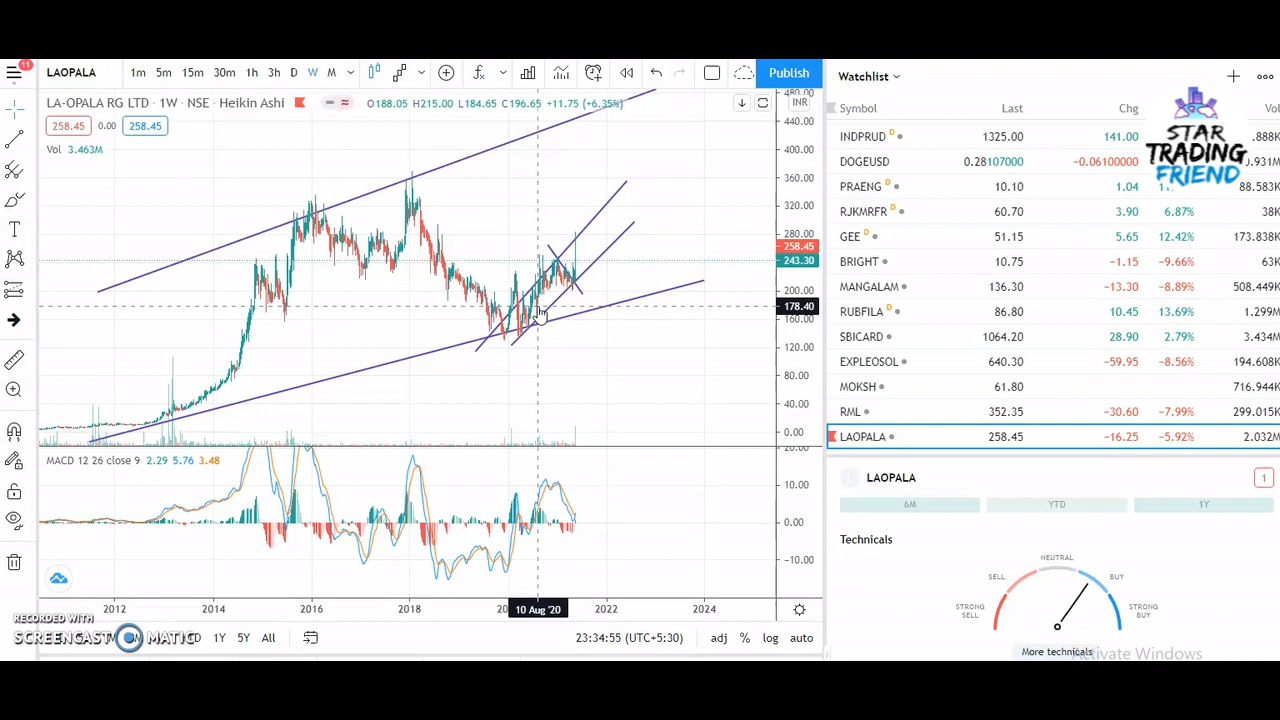 11
LAOPALA
1m 5m 15m 30m 1h 3h D W M
Publish
LA-OPALA RG LTD · 1W · NSE · Heikin Ashi
O188.05 H215.00 L184.65 C196.65 +11.75 (+6.35%)
INR
258.45 0.00 258.45
Vol 3.463M
480.00
440.00
400.00
360.00
320.00
280.00
258.45
243.30
200.00
178.40
160.00
120.00
80.00
40.00
0.00
MACD 12 26 close 9 2.29 5.76 3.48
20.00
10.00
0.00
−10.00
2012 2014 2016 2018 10 Aug '20 2022 2024
RECORDED WITH
SCREENCAST MATIC
1D 1Y 5Y All
23:34:55 (UTC+5:30)
adj % log auto
Watchlist
Symbol Last Chg Vol
STAR
TRADING
FRIEND
INDPRUD D 1325.00 141.00 .888K
DOGEUSD 0.28107000 −0.06100000 .931M
PRAENG D 10.10 1.04 88.583K
RJKMRFR D 60.70 3.90 6.87% 38K
GEE D 51.15 5.65 12.42% 173.838K
BRIGHT 10.75 −1.15 −9.66% 63K
MANGALAM 136.30 −13.30 −8.89% 508.449K
RUBFILA 86.80 10.45 13.69% 1.299M
SBICARD 1064.20 28.90 2.79% 3.434M
EXPLEOSOL 640.30 −59.95 −8.56% 194.608K
MOKSH 61.80 716.944K
RML 352.35 −30.60 −7.99% 299.015K
LAOPALA 258.45 −16.25 −5.92% 2.032M
L LAOPALA 1
6M YTD 1Y
Technicals
NEUTRAL
SELL BUY
STRONG SELL STRONG BUY
More technicals
Activate Windows